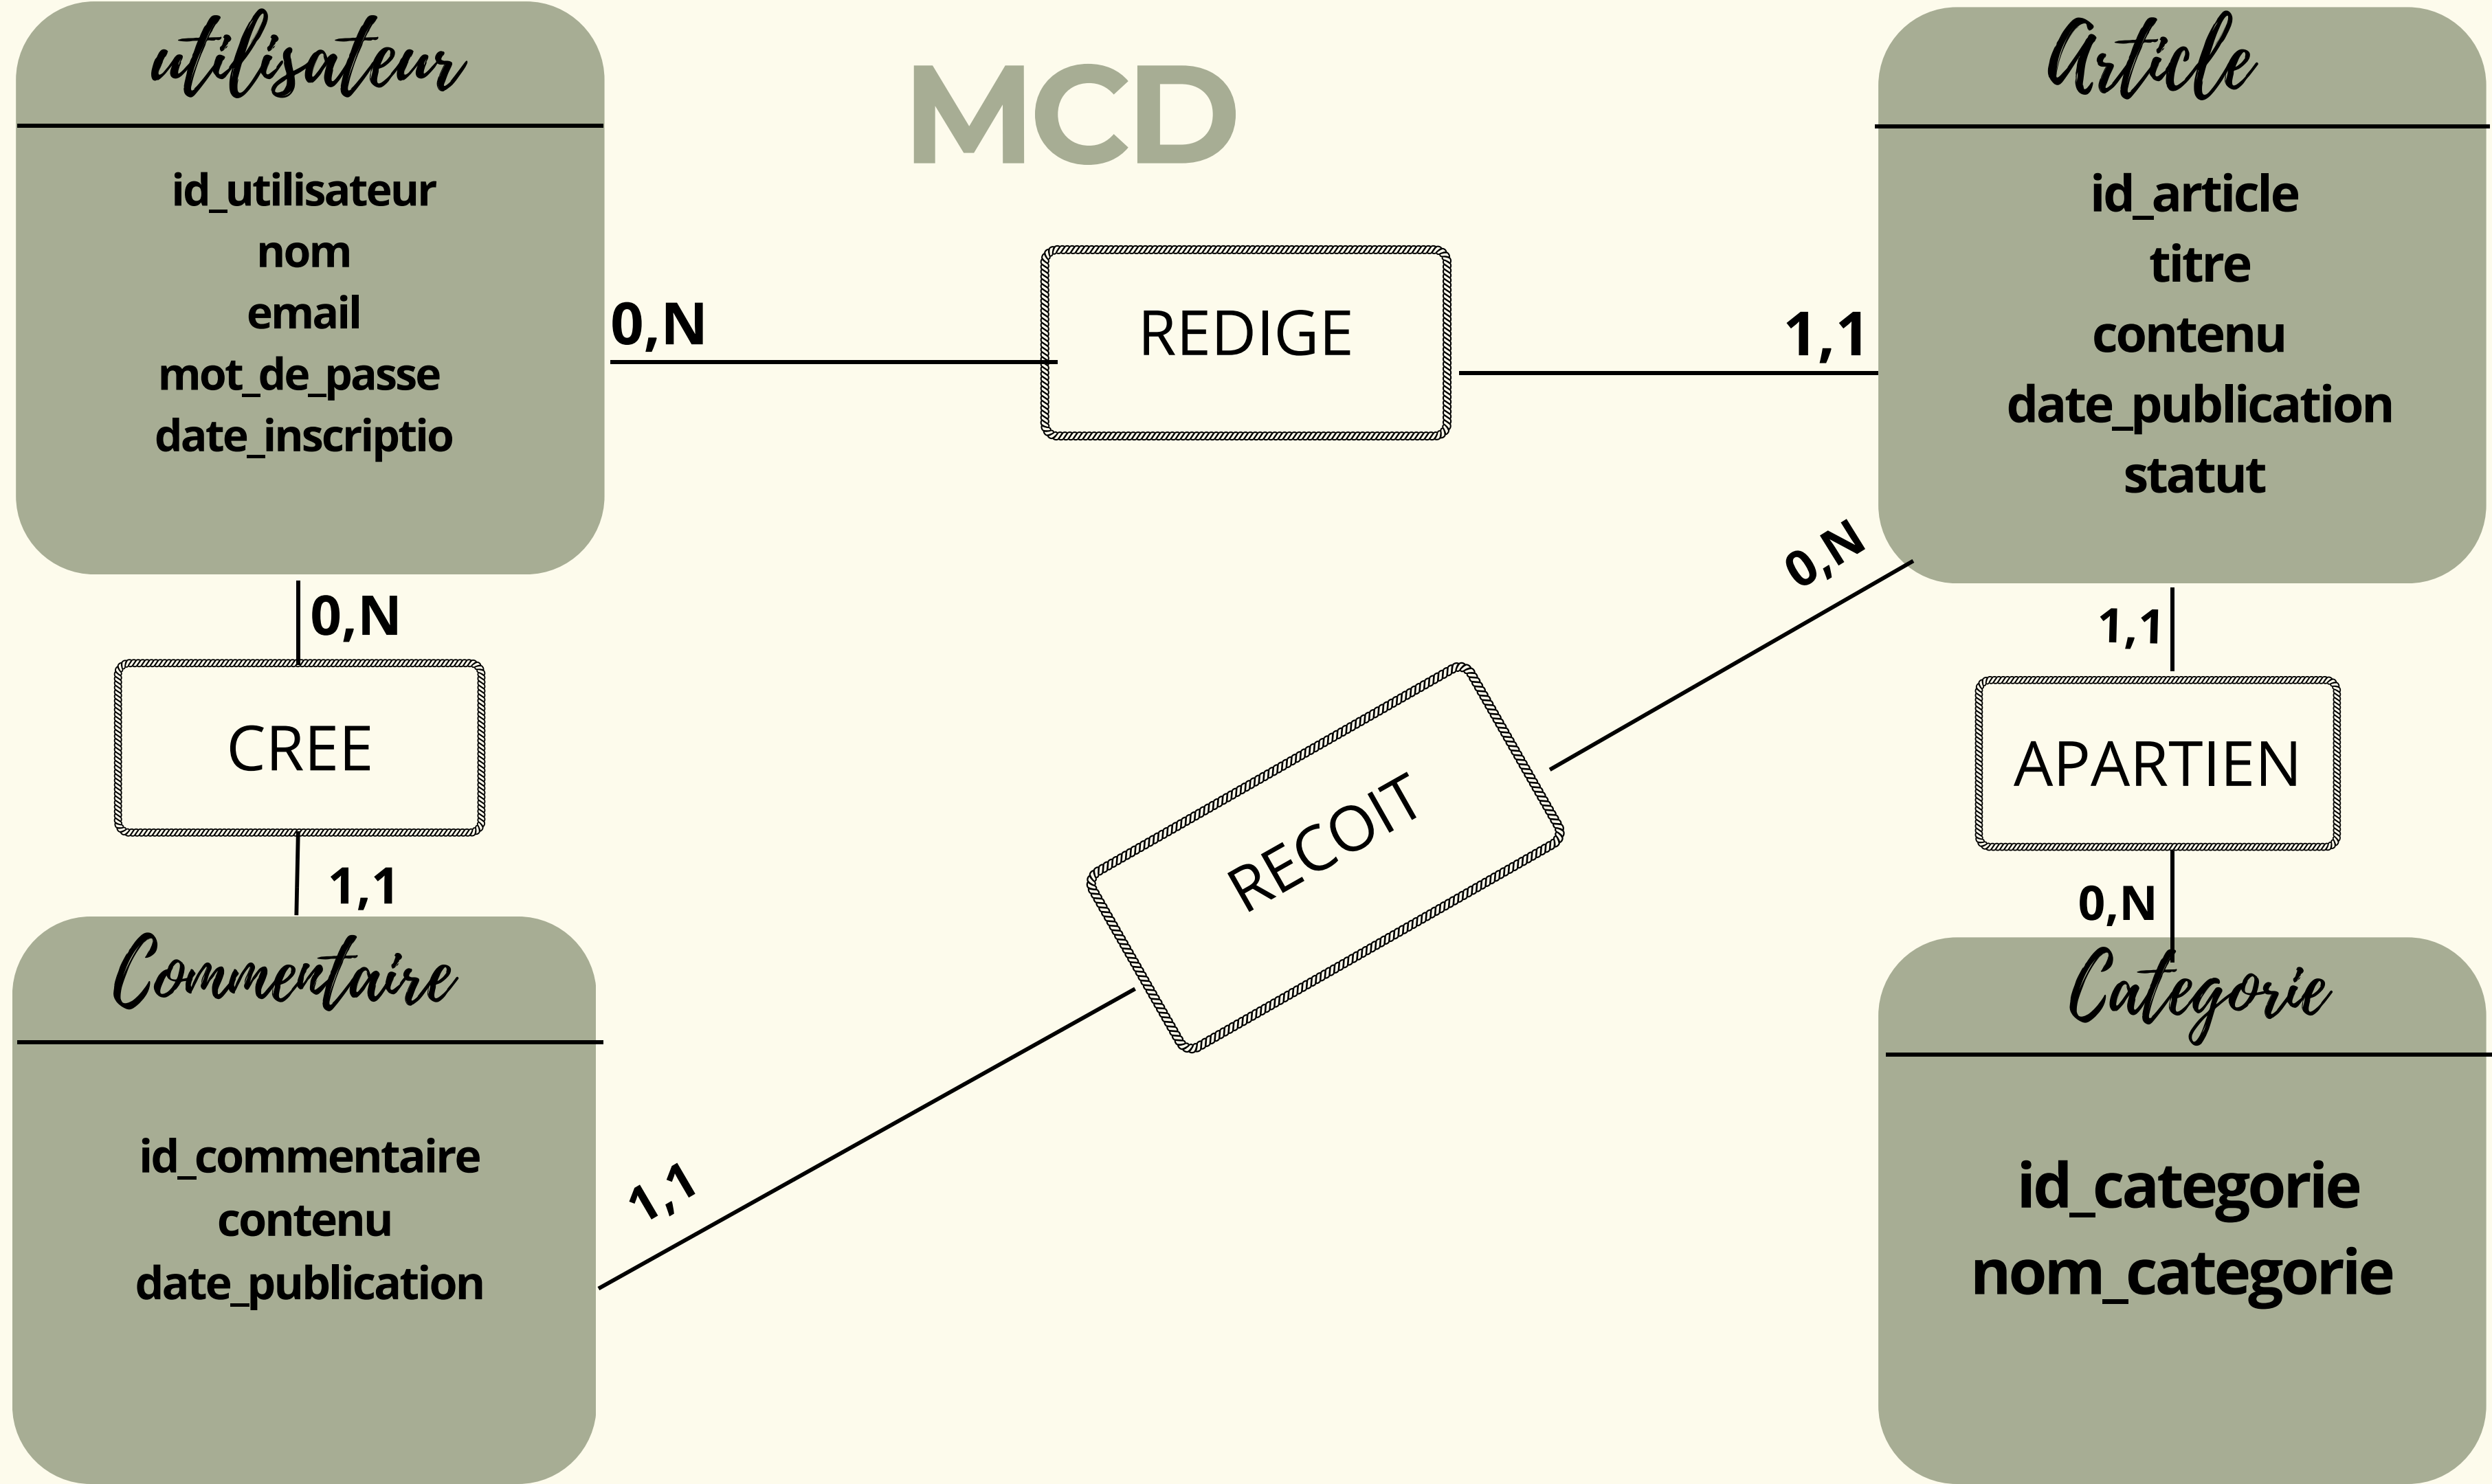 utilisateur
id_utilisateur
nom
email
mot_de_passe
date_inscriptio
MCD
0,N
REDIGE
1,1
Article
id_article
titre
contenu
date_publication
statut
0,N
CREE
1,1
0,N
RECOIT
1,1
1,1
APARTIEN
0,N
Commentaire
id_commentaire
contenu
date_publication
Categorie
id_categorie
nom_categorie